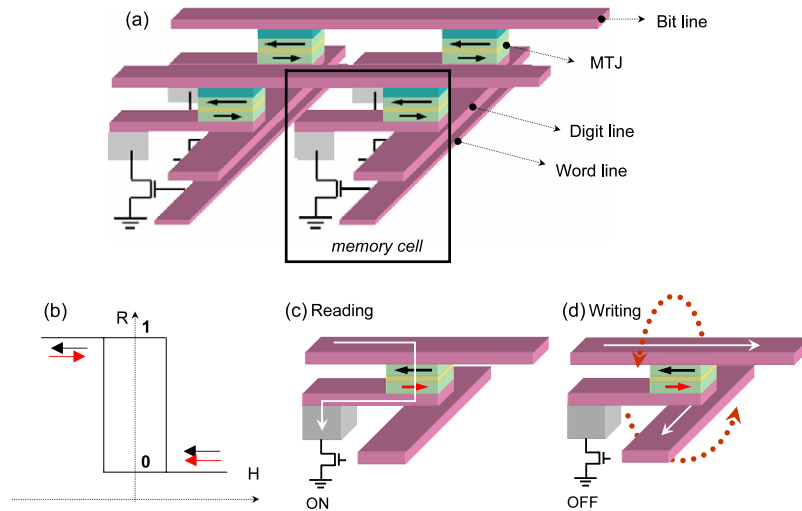 (a)
Bit line
MTJ
Digit line
Word line
memory cell
(b)
R
1
0
H
(c) Reading
ON
(d) Writing
OFF